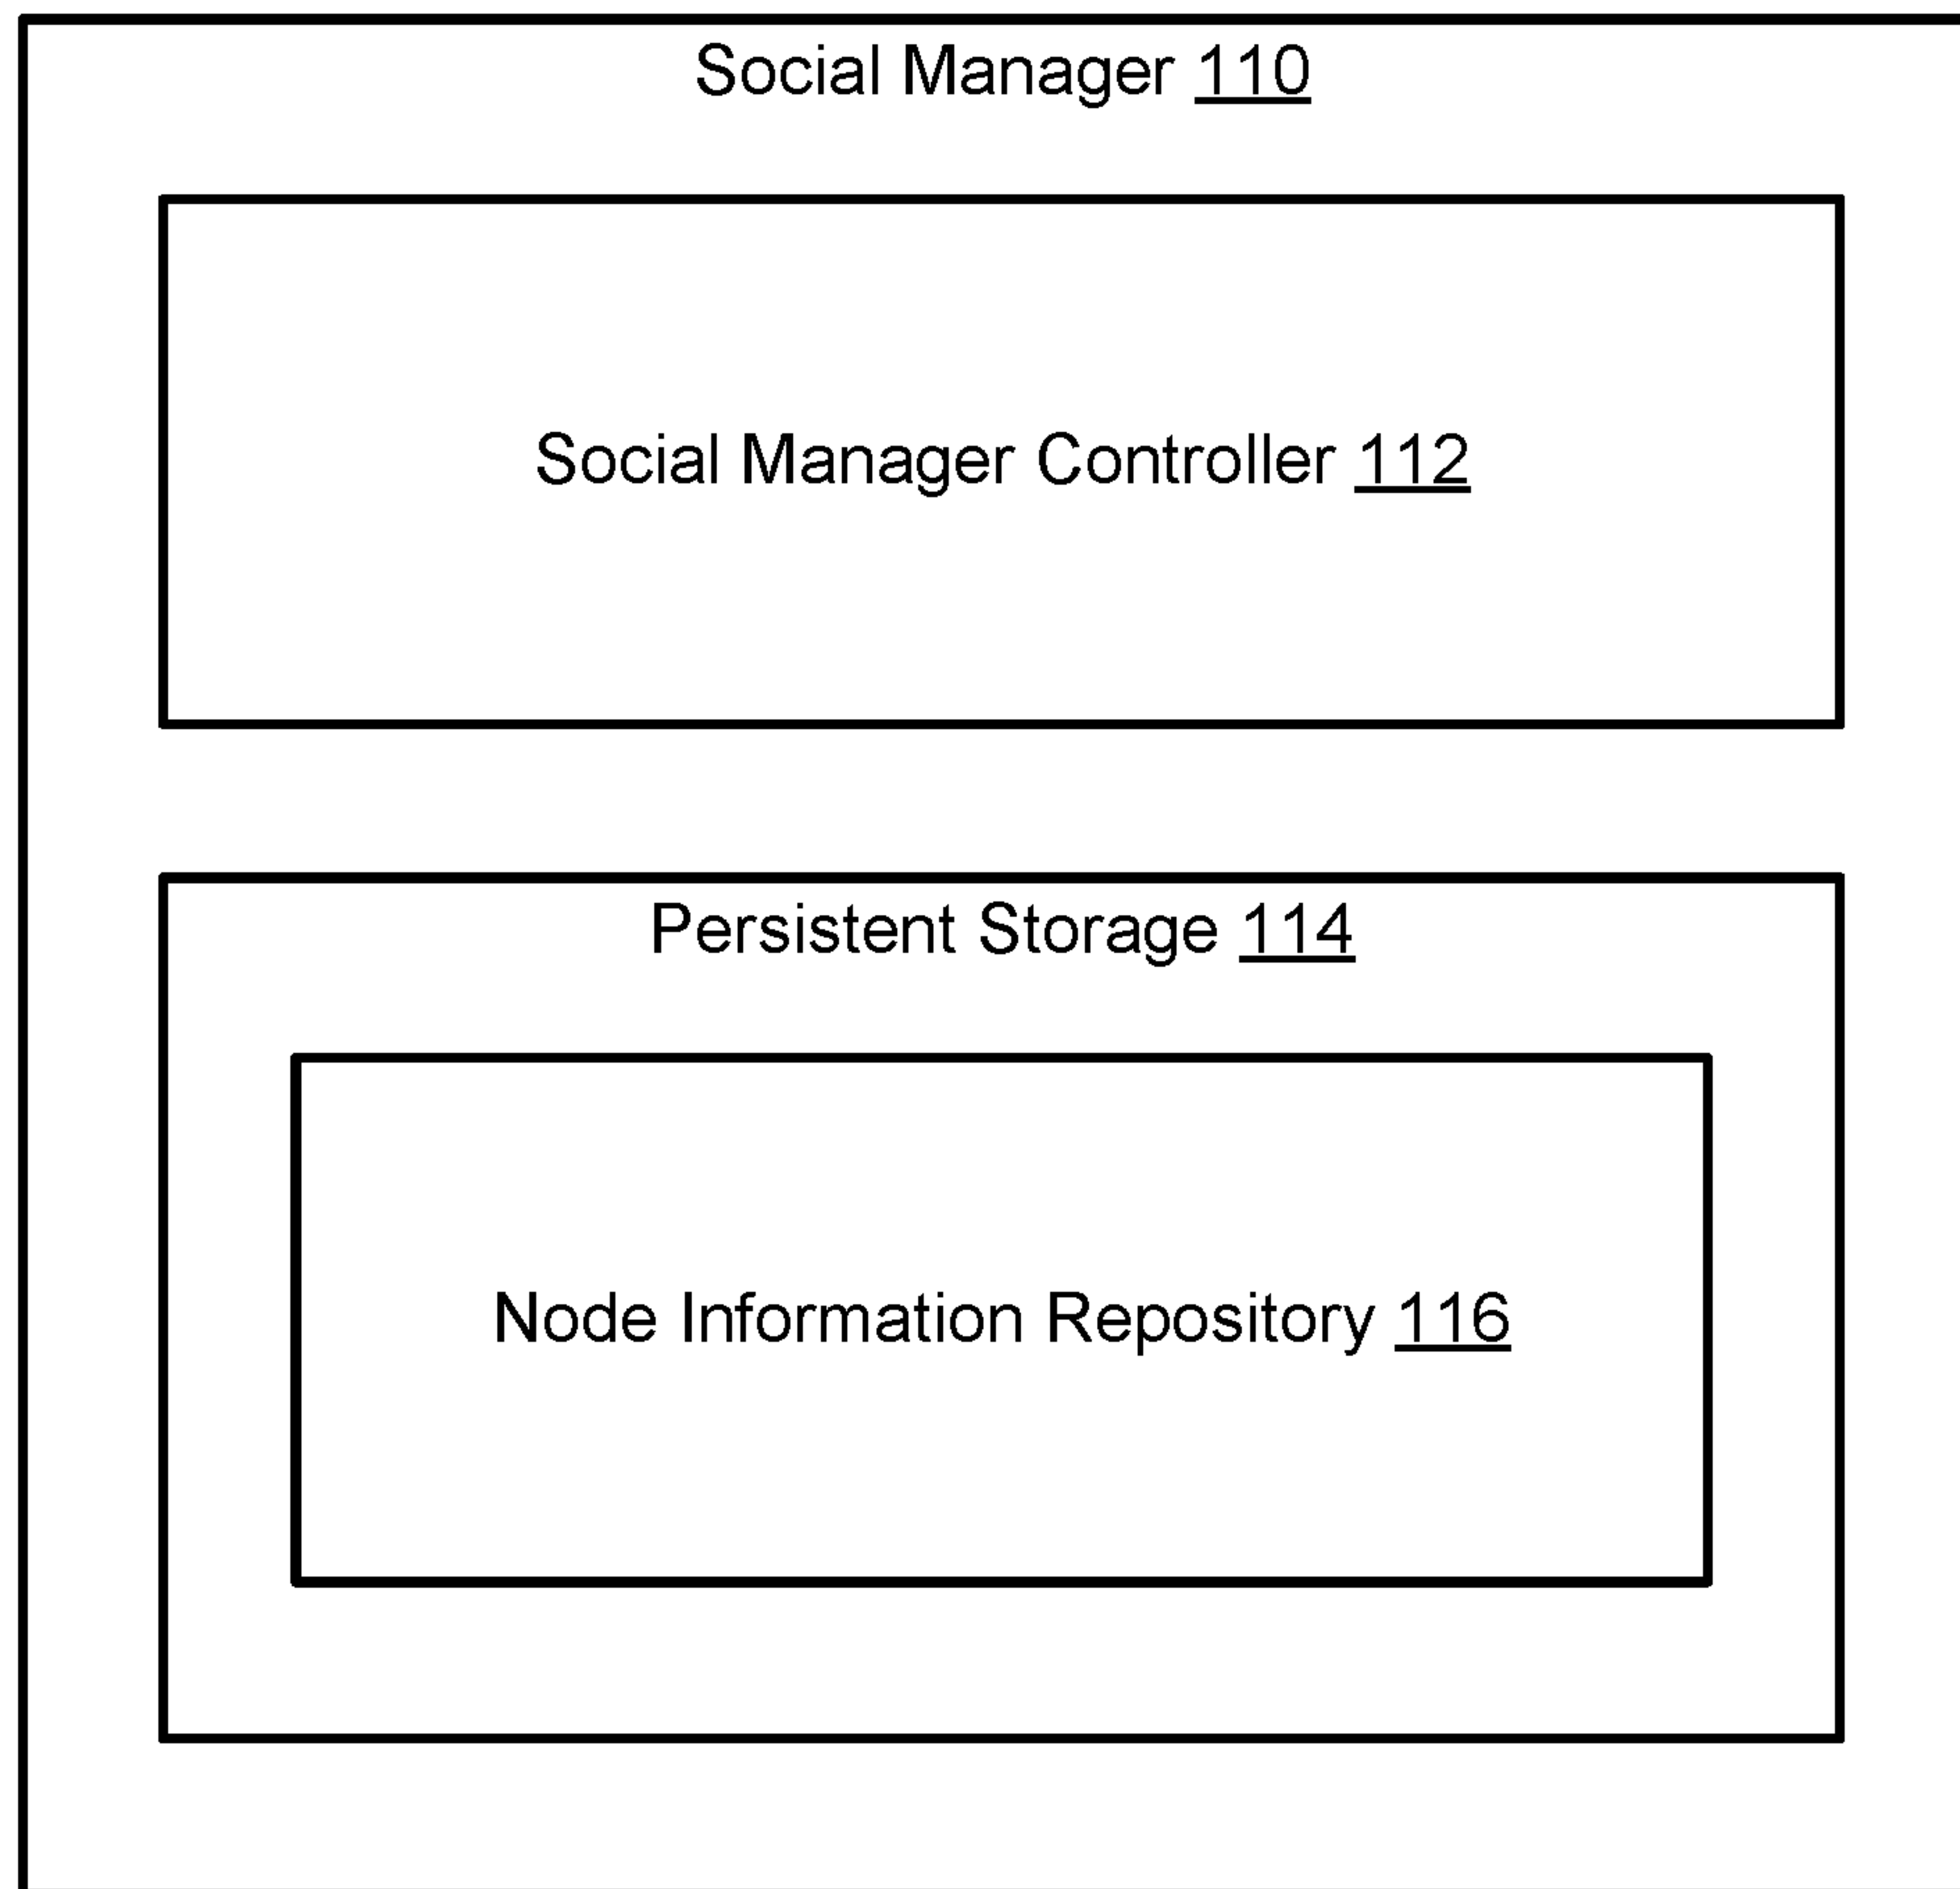 Social Manager 110
Social Manager Controller 112
Persistent Storage 114
Node Information Repository 116